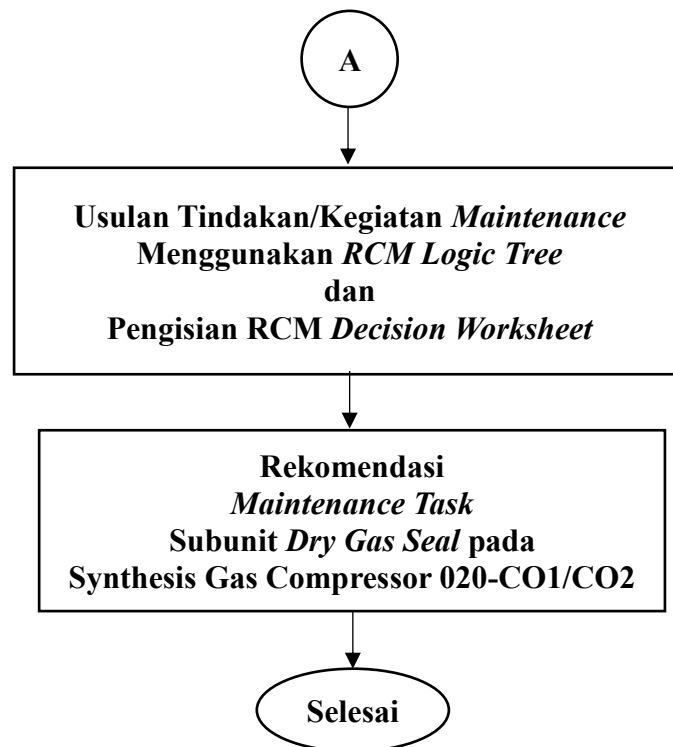 A
Usulan Tindakan/Kegiatan Maintenance
Menggunakan RCM Logic Tree
dan
Pengisian RCM Decision Worksheet
Rekomendasi
Maintenance Task
Subunit Dry Gas Seal pada
Synthesis Gas Compressor 020-CO1/CO2
Selesai